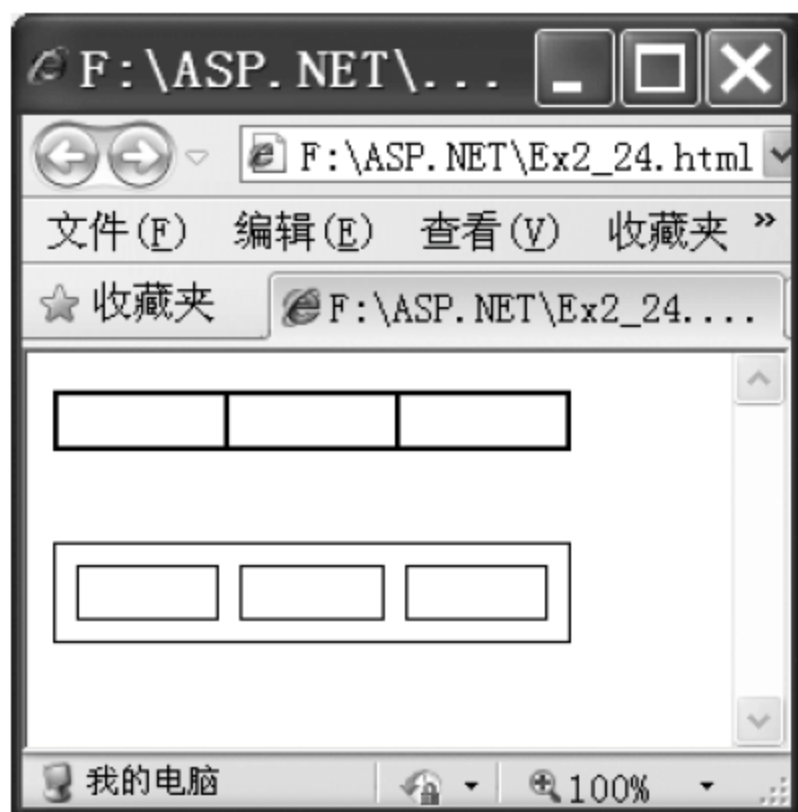 F:\ASP.NET\...
F:\ASP.NET\Ex2_24.html
文件(F) 编辑(E) 查看(V) 收藏夹 »
收藏夹 F:\ASP.NET\Ex2_24....
我的电脑 100%